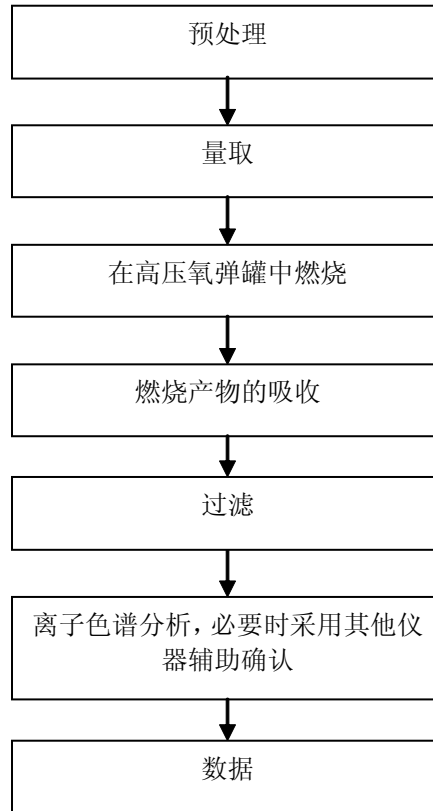 预处理
量取
在高压氧弹罐中燃烧
燃烧产物的吸收
过滤
离子色谱分析，必要时采用其他仪
器辅助确认
数据